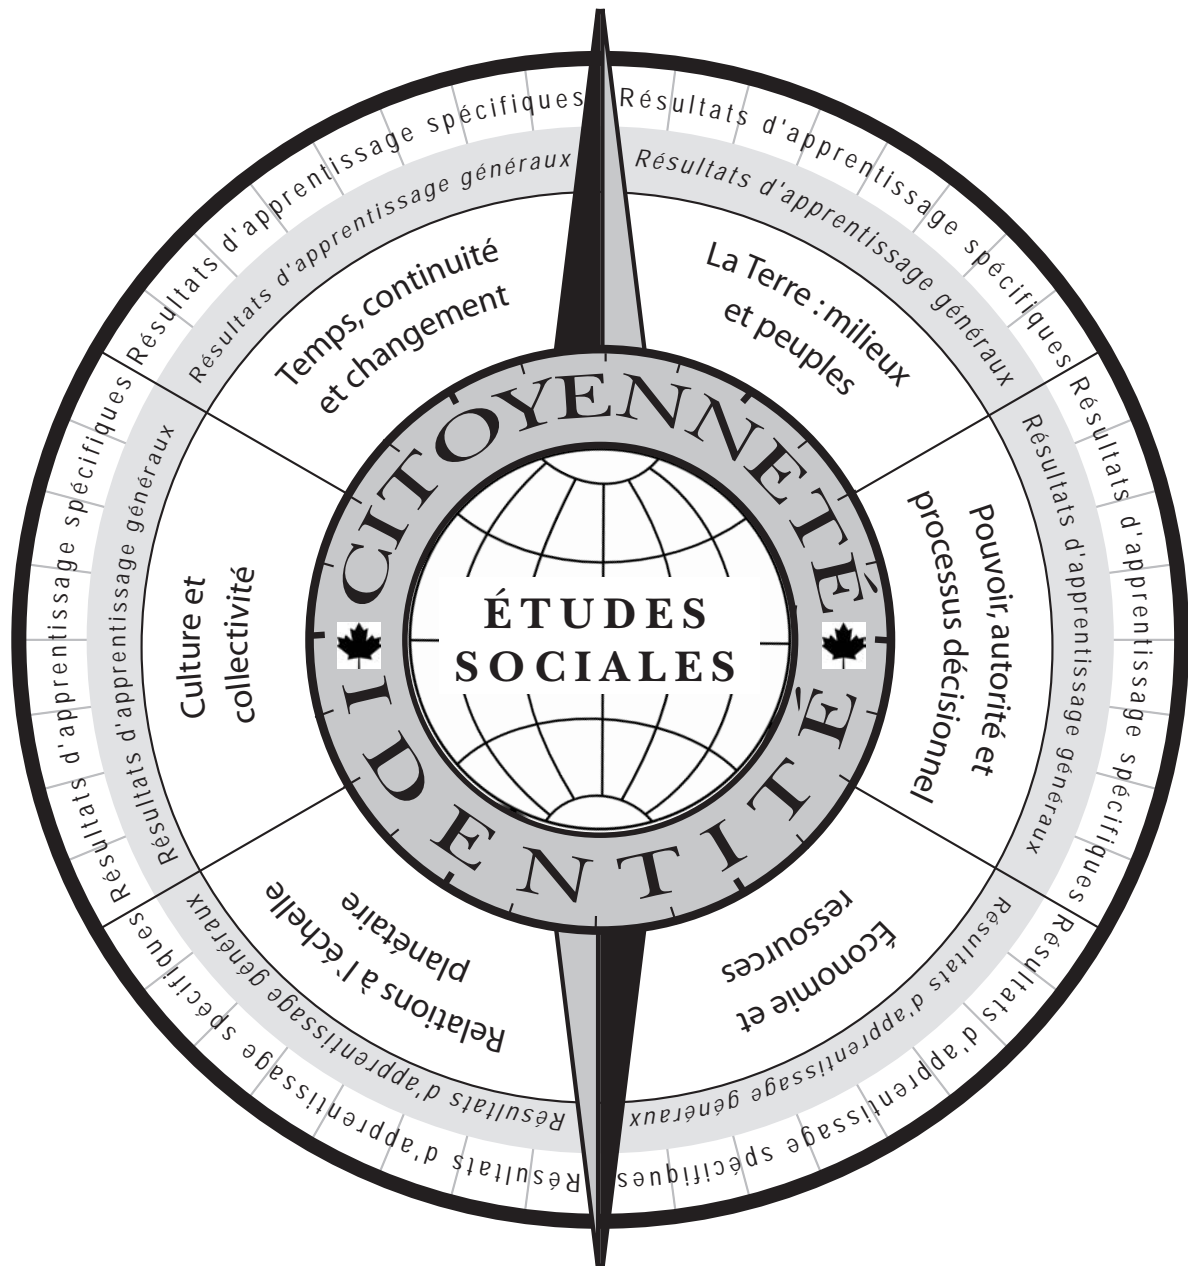 Résultats d'apprentissage spécifiques
Résultats d'apprentissage généraux
La Terre : milieux
et peuples
Résultats d'apprentissage spécifiques
Résultats d'apprentissage généraux
Pouvoir, autorité et
processus décisionnel
Résultats d'apprentissage spécifiques
Résultats d'apprentissage généraux
Économie et
ressources
Résultats d'apprentissage spécifiques
Résultats d'apprentissage généraux
Relations à l'échelle
planétaire
Résultats d'apprentissage spécifiques
Résultats d'apprentissage généraux
Culture et
collectivité
Résultats d'apprentissage spécifiques
Résultats d'apprentissage généraux
Temps, continuité
et changement
CITOYENNETÉ
IDENTITÉ
ÉTUDES
SOCIALES